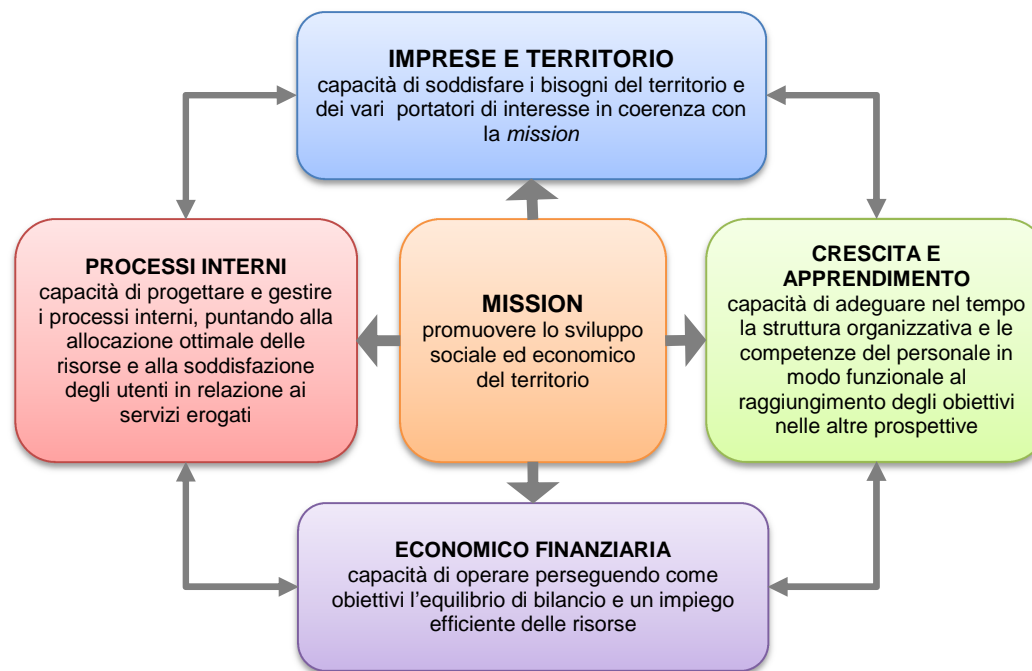 IMPRESE E TERRITORIO
capacità di soddisfare i bisogni del territorio e
dei vari portatori di interesse in coerenza con
la mission
PROCESSI INTERNI
capacità di progettare e gestire
i processi interni, puntando alla
allocazione ottimale delle
risorse e alla soddisfazione
degli utenti in relazione ai
servizi erogati
MISSION
promuovere lo sviluppo
sociale ed economico
del territorio
CRESCITA E
APPRENDIMENTO
capacità di adeguare nel tempo
la struttura organizzativa e le
competenze del personale in
modo funzionale al
raggiungimento degli obiettivi
nelle altre prospettive
ECONOMICO FINANZIARIA
capacità di operare perseguendo come
obiettivi l’equilibrio di bilancio e un impiego
efficiente delle risorse